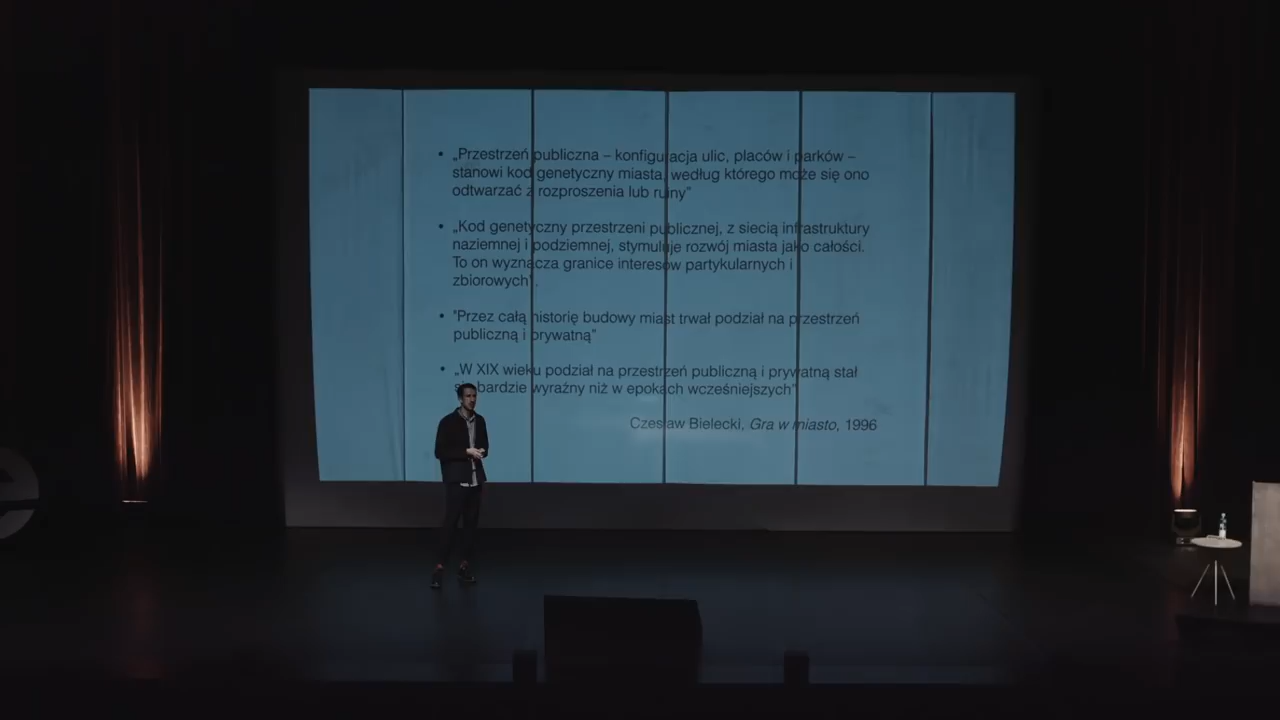 • „Przestrzeń publiczna – konfiguracja ulic, placów i parków –
stanowi kod genetyczny miasta, według którego może się ono
odtwarzać z rozproszenia lub ruiny”
• „Kod genetyczny przestrzeni publicznej, z siecią infrastruktury
naziemnej i podziemnej, stymuluje rozwój miasta jako całości.
To on wyznacza granice interesów partykularnych i
zbiorowych”.
• "Przez całą historię budowy miast trwał podział na przestrzeń
publiczną i prywatną”
• „W XIX wieku podział na przestrzeń publiczną i prywatną stał
się bardzie wyraźny niż w epokach wcześniejszych”
Czesław Bielecki, Gra w miasto, 1996